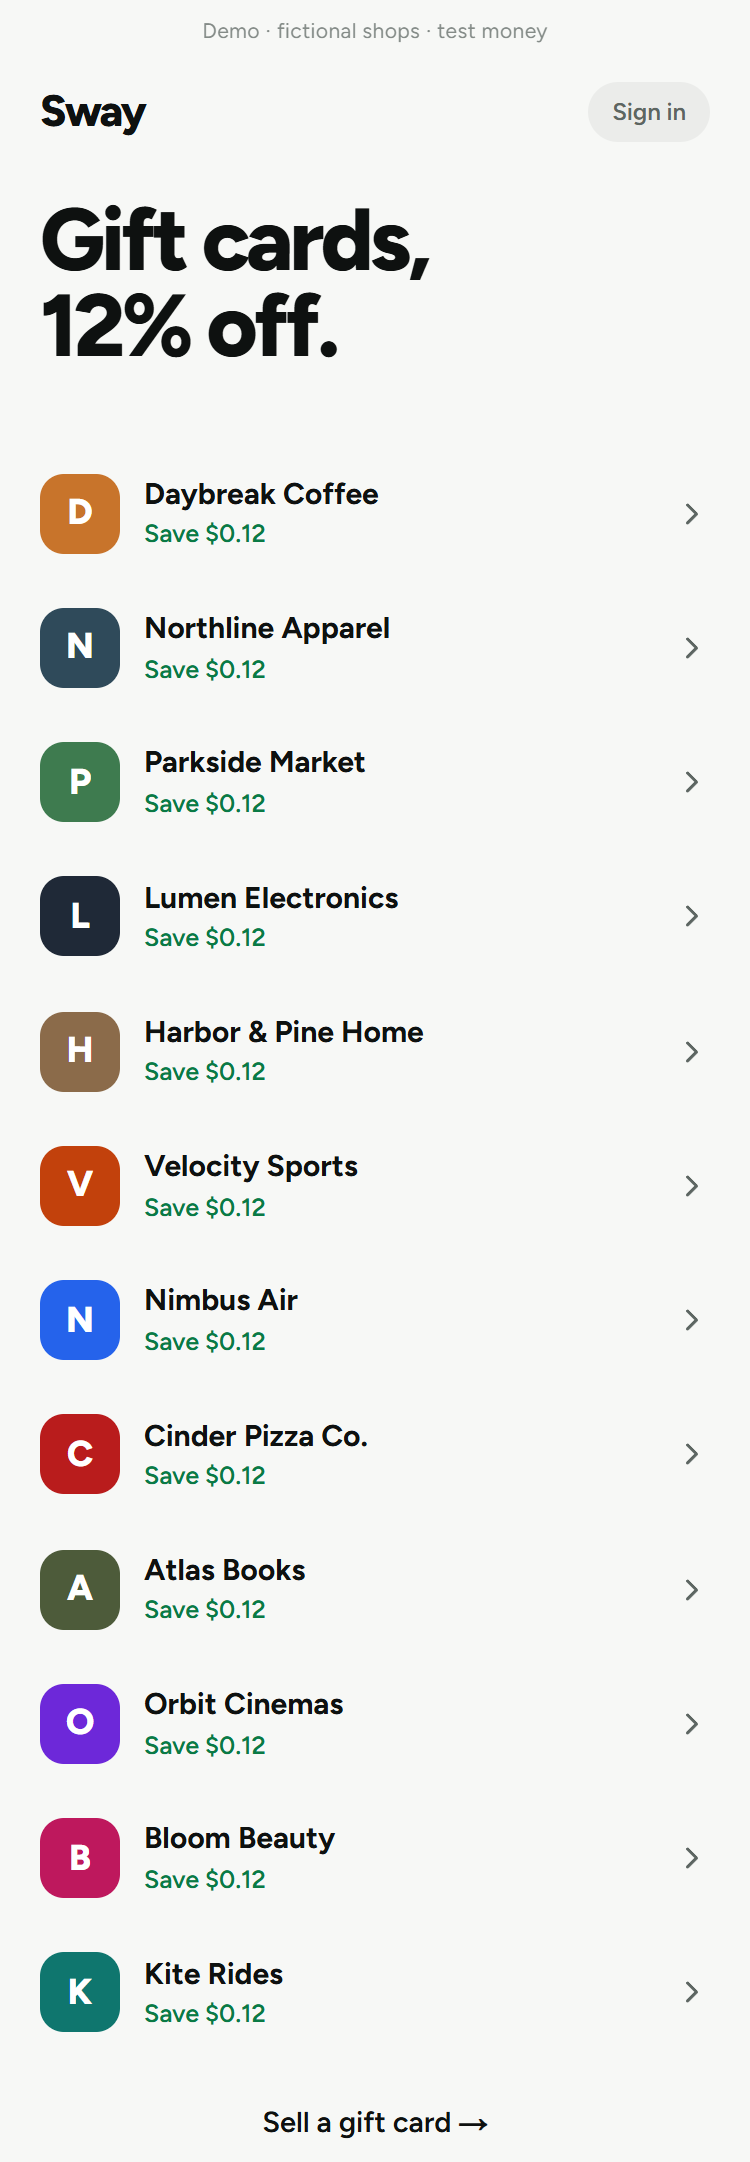 Demo · fictional shops · test money
Sway
Sign in
Gift cards,
12% off.
D
Daybreak Coffee
Save $0.12
N
Northline Apparel
Save $0.12
P
Parkside Market
Save $0.12
L
Lumen Electronics
Save $0.12
H
Harbor & Pine Home
Save $0.12
V
Velocity Sports
Save $0.12
N
Nimbus Air
Save $0.12
C
Cinder Pizza Co.
Save $0.12
A
Atlas Books
Save $0.12
O
Orbit Cinemas
Save $0.12
B
Bloom Beauty
Save $0.12
K
Kite Rides
Save $0.12
Sell a gift card →